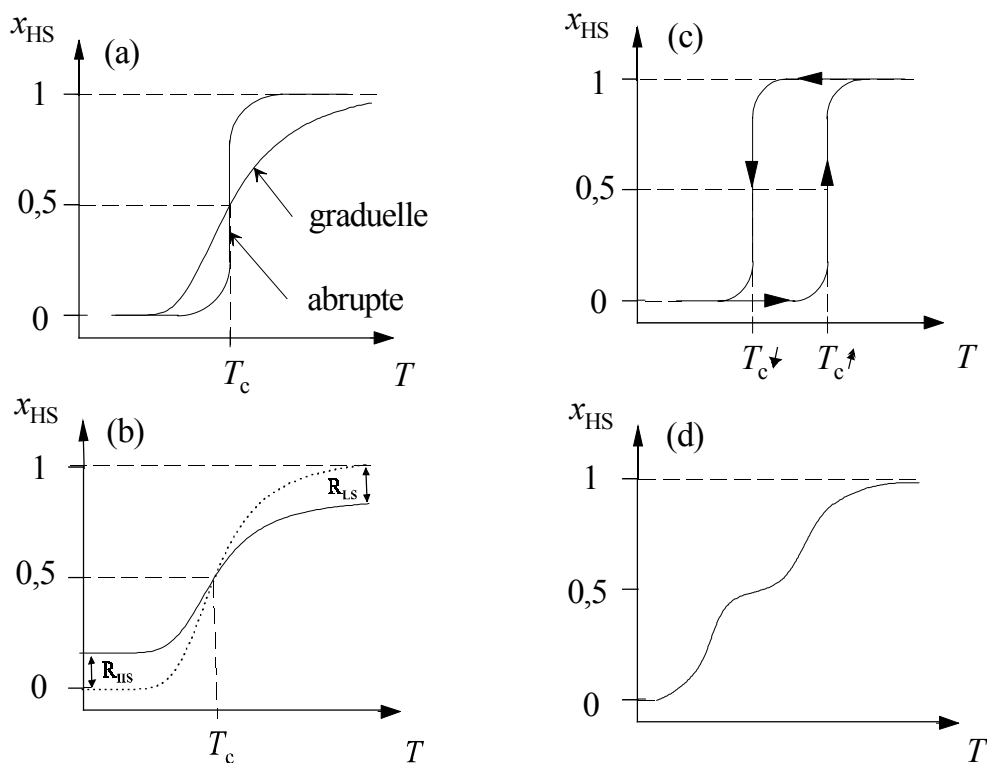 x_HS
(a)
1
0,5
graduelle
abrupte
0
T_c
T
x_HS
(c)
1
0,5
0
T_c↓
T_c↑
T
x_HS
(b)
1
R_LS
0,5
R_HS
0
T_c
T
x_HS
(d)
1
0,5
0
T